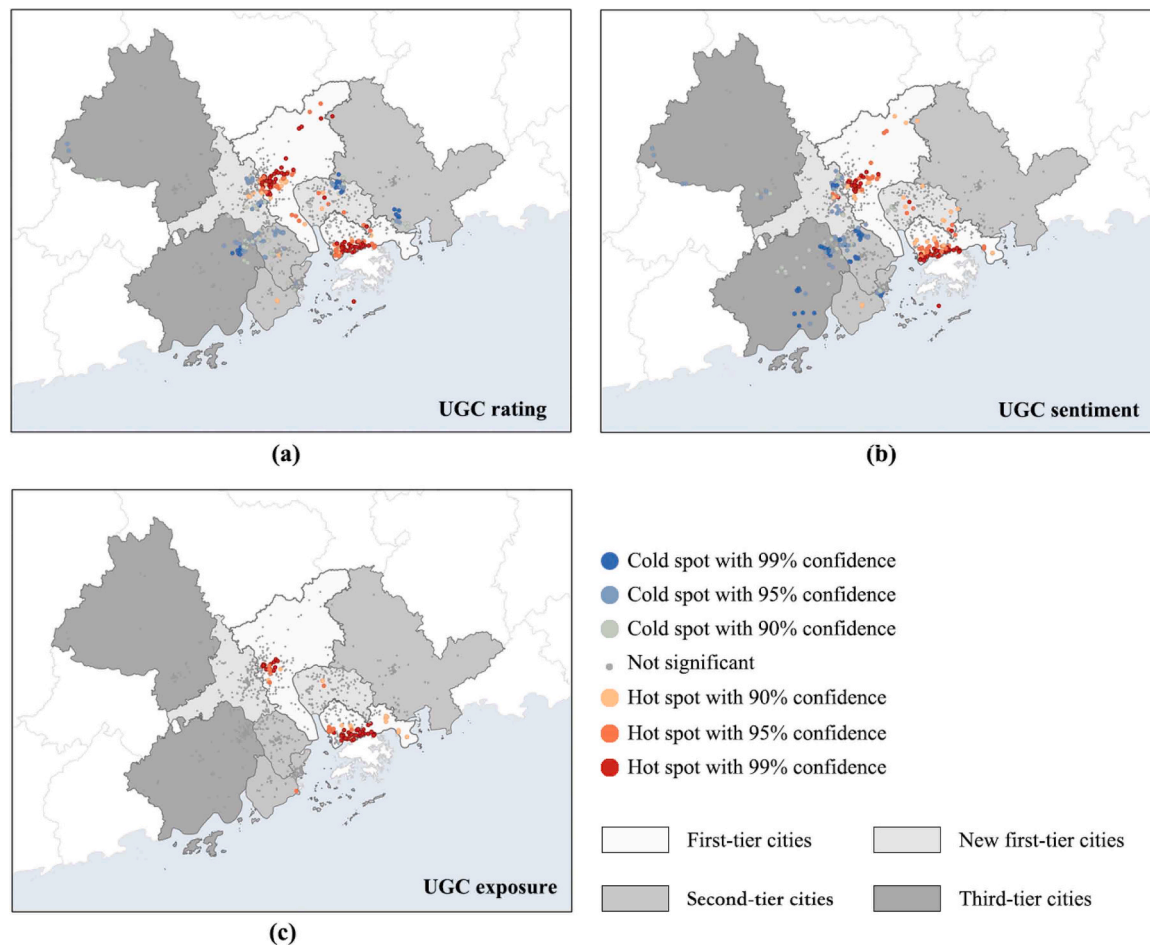 UGC rating
(a)
UGC sentiment
(b)
UGC exposure
(c)
Cold spot with 99% confidence
Cold spot with 95% confidence
Cold spot with 90% confidence
Not significant
Hot spot with 90% confidence
Hot spot with 95% confidence
Hot spot with 99% confidence
First-tier cities
New first-tier cities
Second-tier cities
Third-tier cities